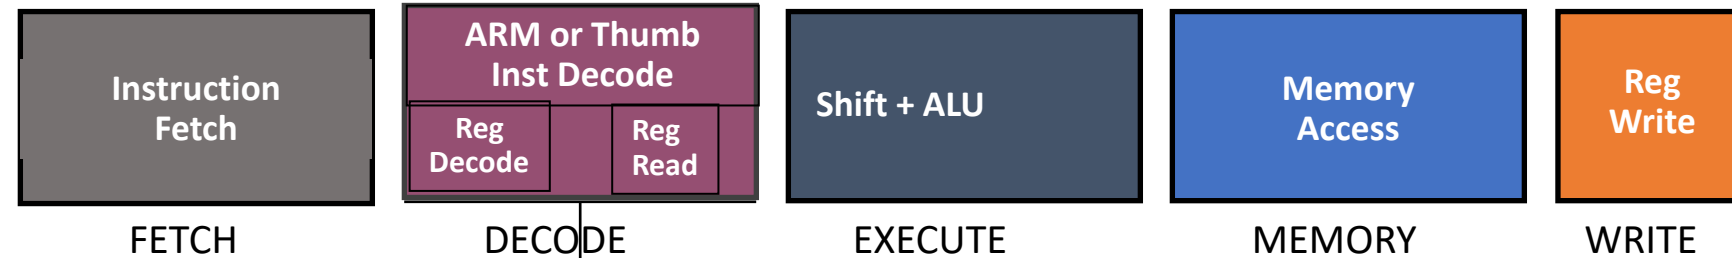 Instruction
Fetch
ARM or Thumb
Inst Decode
Reg
Decode
Reg
Read
Shift + ALU
Memory
Access
Reg
Write
FETCH
DECODE
EXECUTE
MEMORY
WRITE